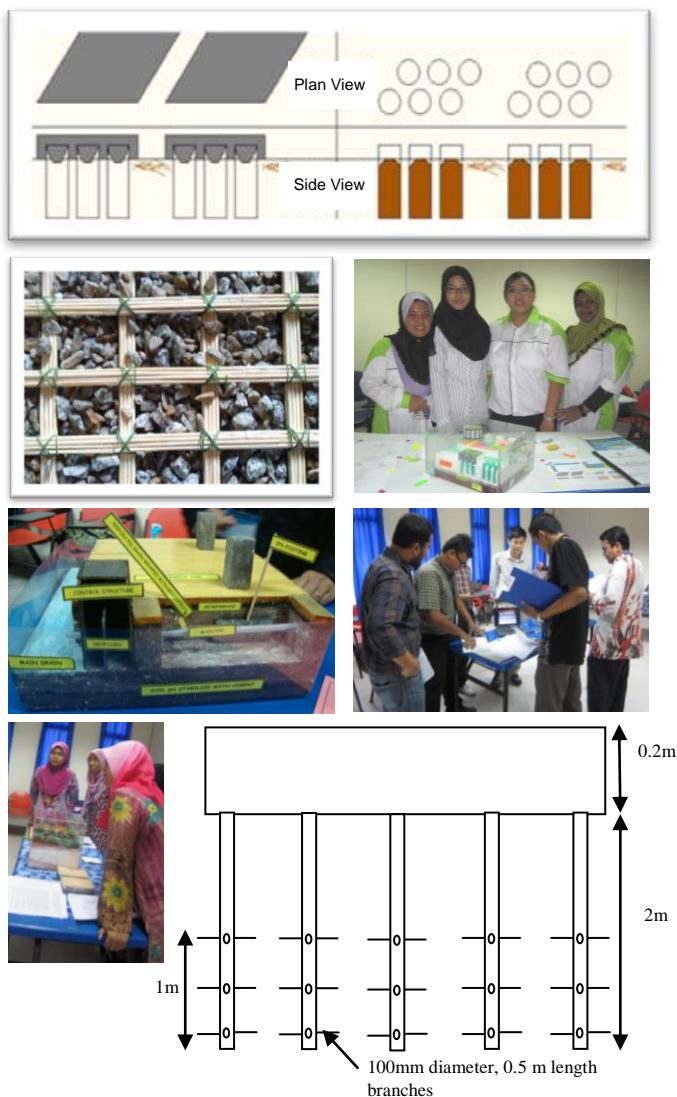 Plan View
Side View
CONTROL STRUCTURE
MAIN DRAIN
SOIL pH STABILIZE WITH CEMENT
0.2m
2m
1m
100mm diameter, 0.5 m length
branches